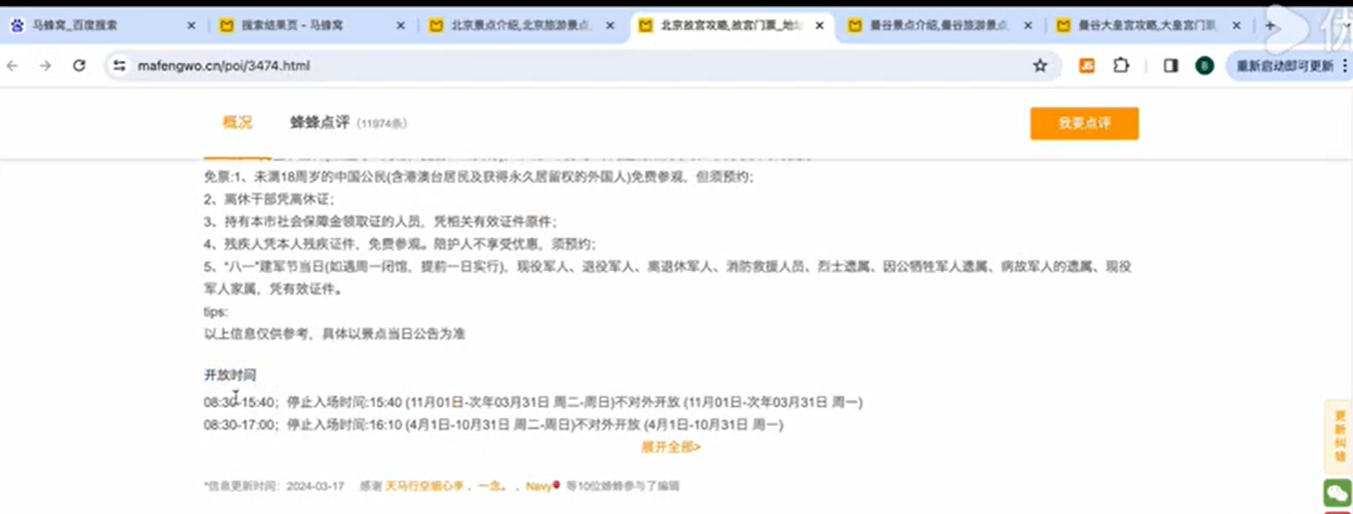 马蜂窝_百度搜索
搜索结果页 - 马蜂窝
北京景点介绍,北京旅游景点
北京故宫攻略,故宫门票_地址
曼谷景点介绍,曼谷旅游景点
曼谷大皇宫攻略,大皇宫门票
mafengwo.cn/poi/3474.html
重新启动即可更新
概况
蜂蜂点评 (11974条)
我要点评
免票:1、未满18周岁的中国公民(含港澳台居民及获得永久居留权的外国人)免费参观，但须预约；
2、离休干部凭离休证；
3、持有本市社会保障金领取证的人员，凭相关有效证件原件；
4、残疾人凭本人残疾证件，免费参观。陪护人不享受优惠，须预约；
5、“八一”建军节当日(如遇周一闭馆，提前一日实行)，现役军人、退役军人、离退休军人、消防救援人员、烈士遗属、因公牺牲军人遗属、病故军人的遗属、现役
军人家属，凭有效证件。
tips:
以上信息仅供参考，具体以景点当日公告为准
开放时间
08:30-15:40；停止入场时间:15:40 (11月01日-次年03月31日 周二-周日)不对外开放 (11月01日-次年03月31日 周一)
08:30-17:00；停止入场时间:16:10 (4月1日-10月31日 周二-周日)不对外开放 (4月1日-10月31日 周一)
展开全部>
*信息更新时间：2024-03-17 感谢 天马行空细心李 、一念。 、Navy 等10位蜂蜂参与了编辑
更新纠错